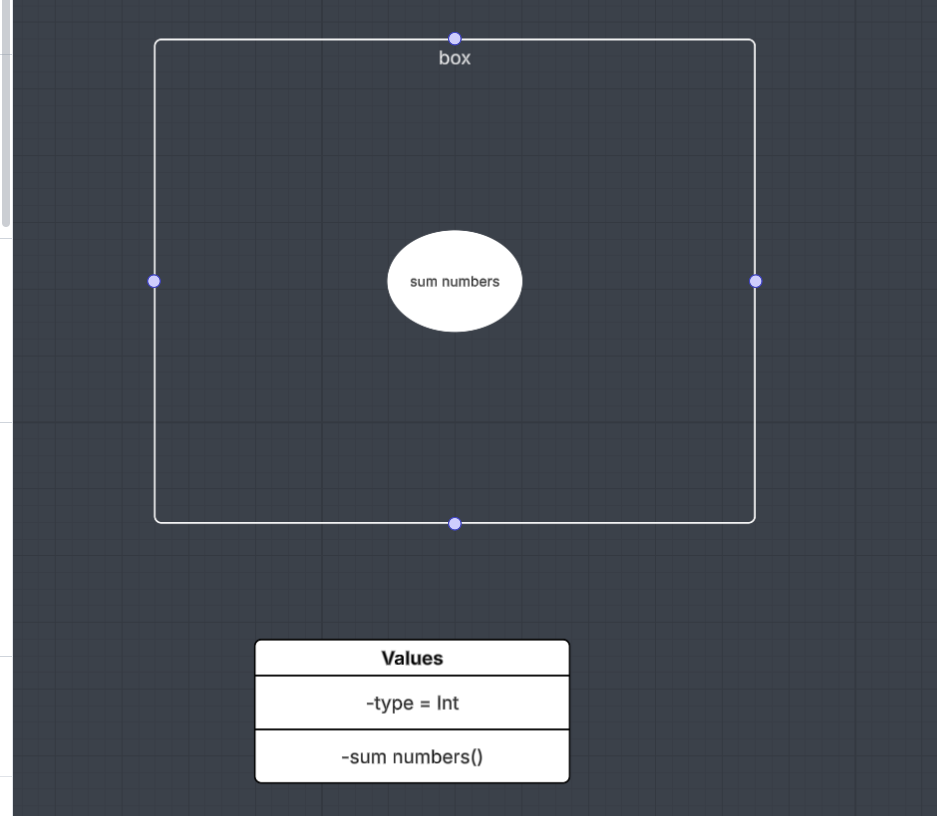 box
sum numbers
Values
-type = Int
-sum numbers()